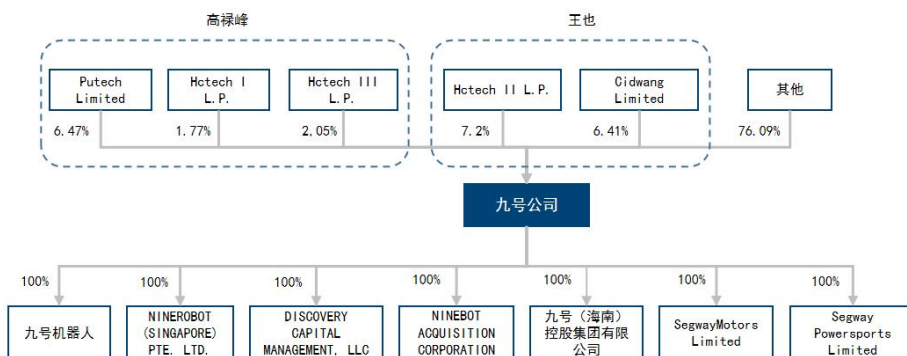 高禄峰
王也
Putech
Limited
Hctech I
L.P.
Hctech III
L.P.
Hctech II L.P.
Cidwang
Limited
其他
6.47%
1.77%
2.05%
7.2%
6.41%
76.09%
九号公司
100%
100%
100%
100%
100%
100%
100%
九号机器人
NINEROBOT
(SINGAPORE)
PTE. LTD.
DISCOVERY
CAPITAL
MANAGEMENT, LLC
NINEBOT
ACQUISITION
CORPORATION
九号（海南）
控股集团有限
公司
SegwayMotors
Limited
Segway
Powersports
Limited